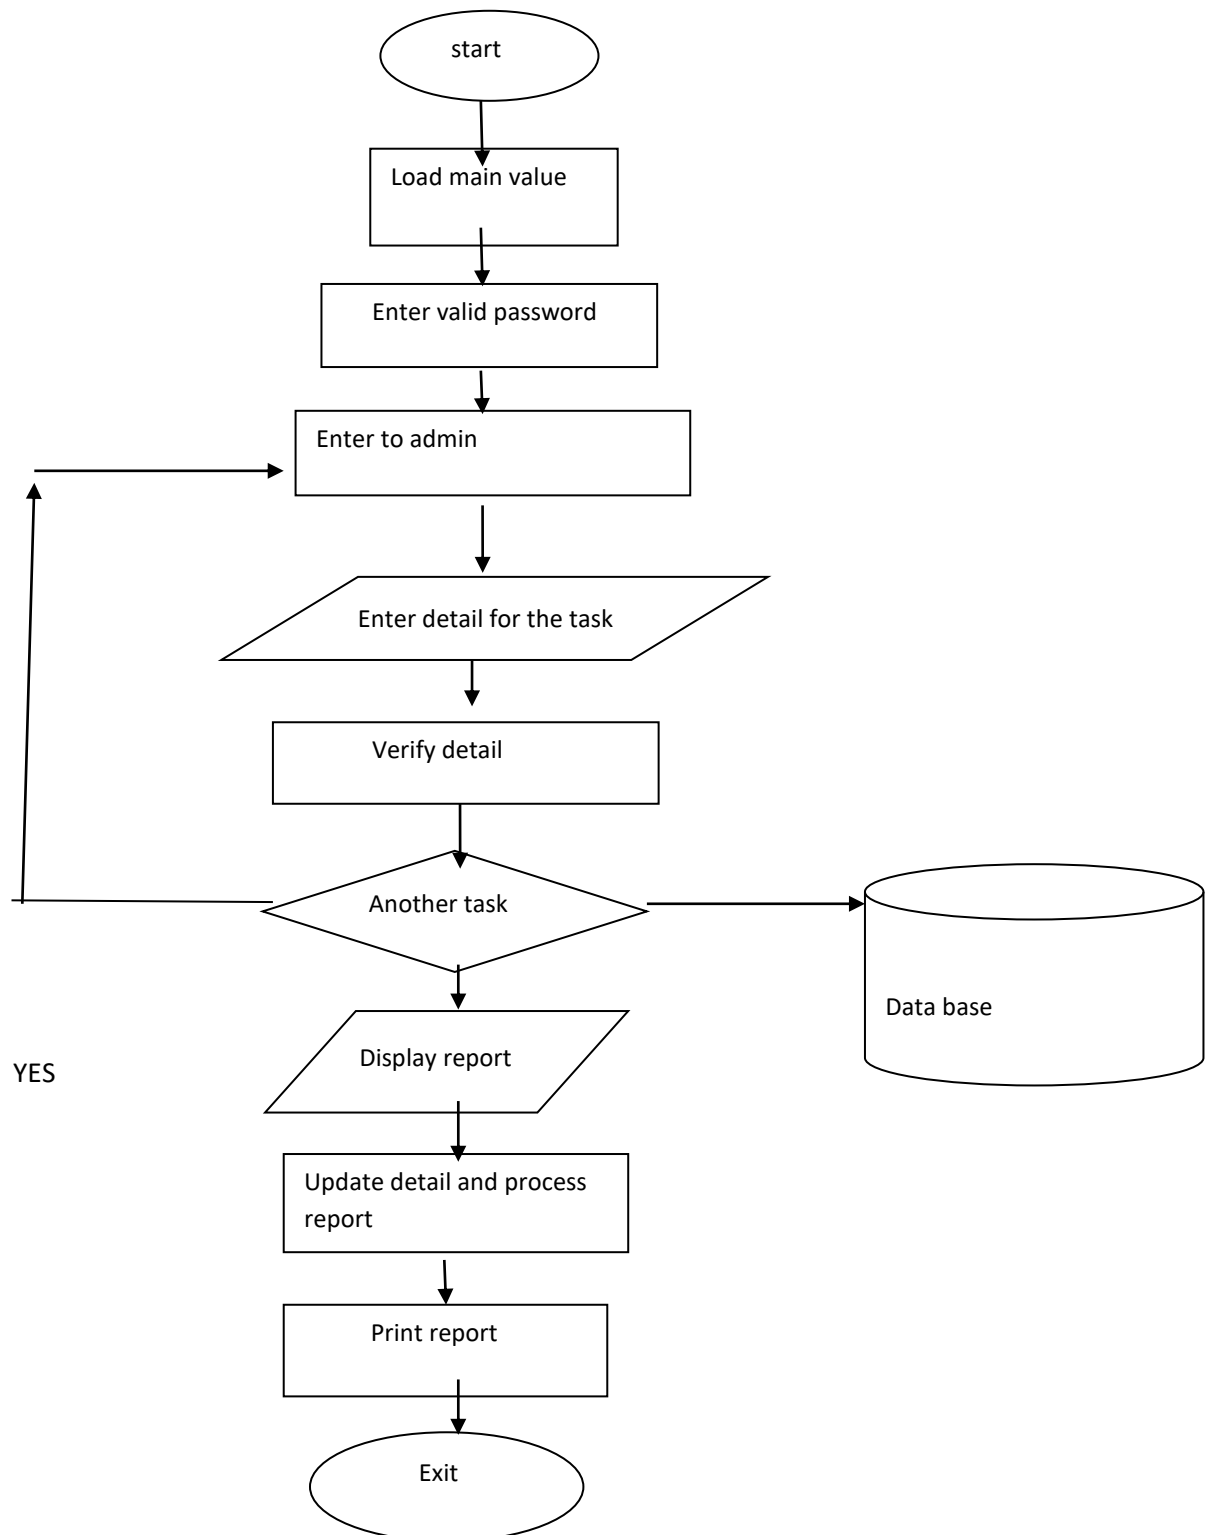 start
Load main value
Enter valid password
Enter to admin
Enter detail for the task
Verify detail
Another task
Data base
Display report
YES
Update detail and process
report
Print report
Exit